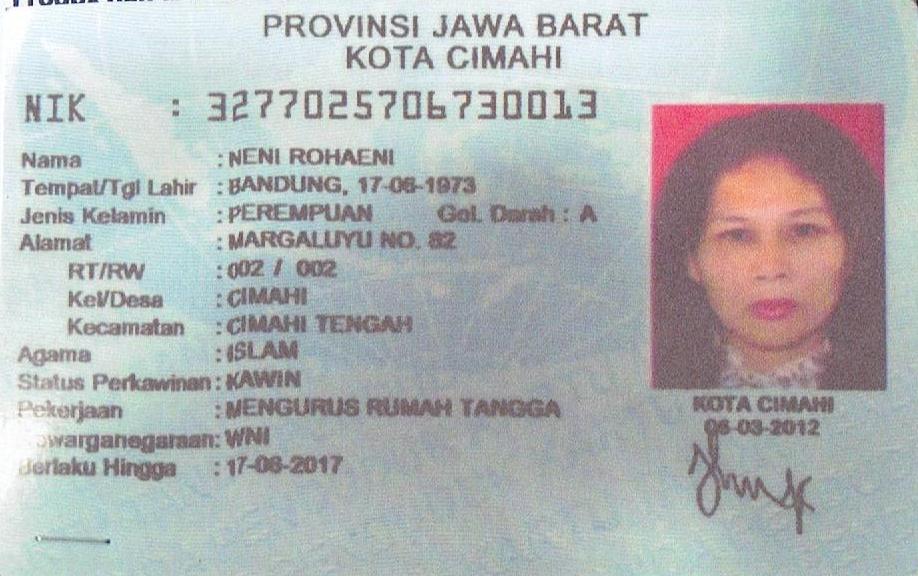 PROVINSI JAWA BARAT
KOTA CIMAHI
NIK : 3277025706730013
Nama : NENI ROHAENI
Tempat/Tgl Lahir : BANDUNG, 17-06-1973
Jenis Kelamin : PEREMPUAN Gol. Darah : A
Alamat : MARGALUYU NO. 82
RT/RW : 002 / 002
Kel/Desa : CIMAHI
Kecamatan : CIMAHI TENGAH
Agama : ISLAM
Status Perkawinan : KAWIN
Pekerjaan : MENGURUS RUMAH TANGGA
warganegaraan: WNI
Berlaku Hingga : 17-06-2017
KOTA CIMAHI
06-03-2012